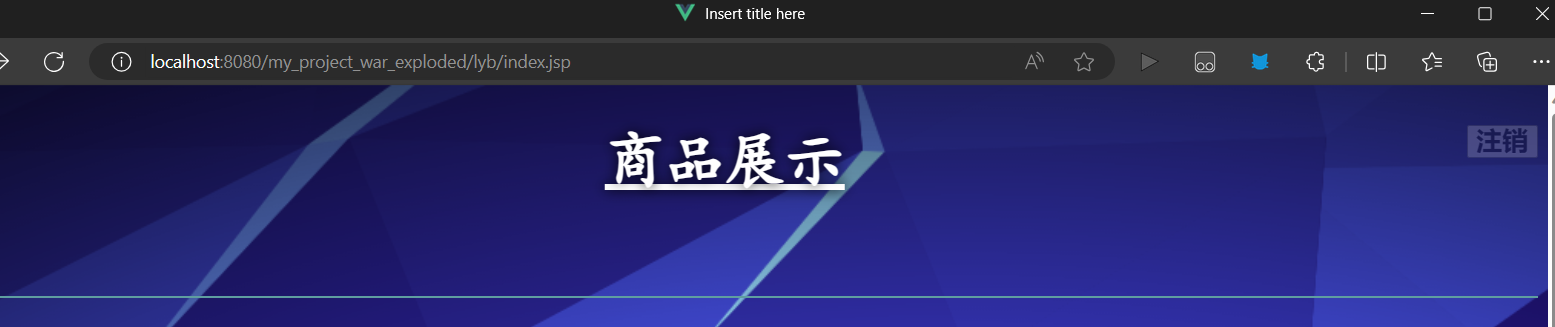 Insert title here
localhost:8080/my_project_war_exploded/lyb/index.jsp
商品展示
注销